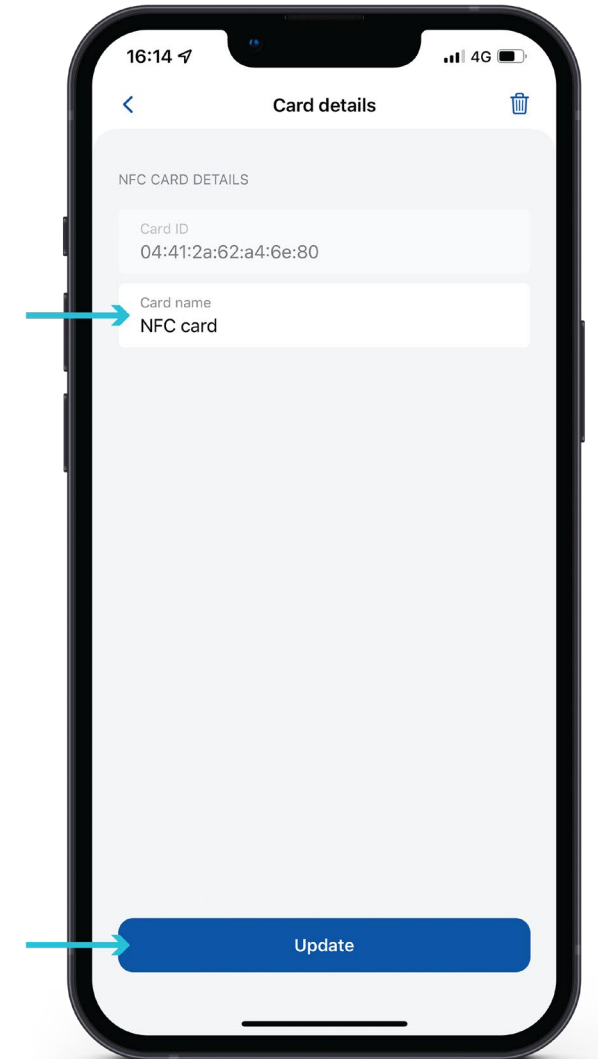 16:14
4G
Card details
NFC CARD DETAILS
Card ID
04:41:2a:62:a4:6e:80
Card name
NFC card
Update